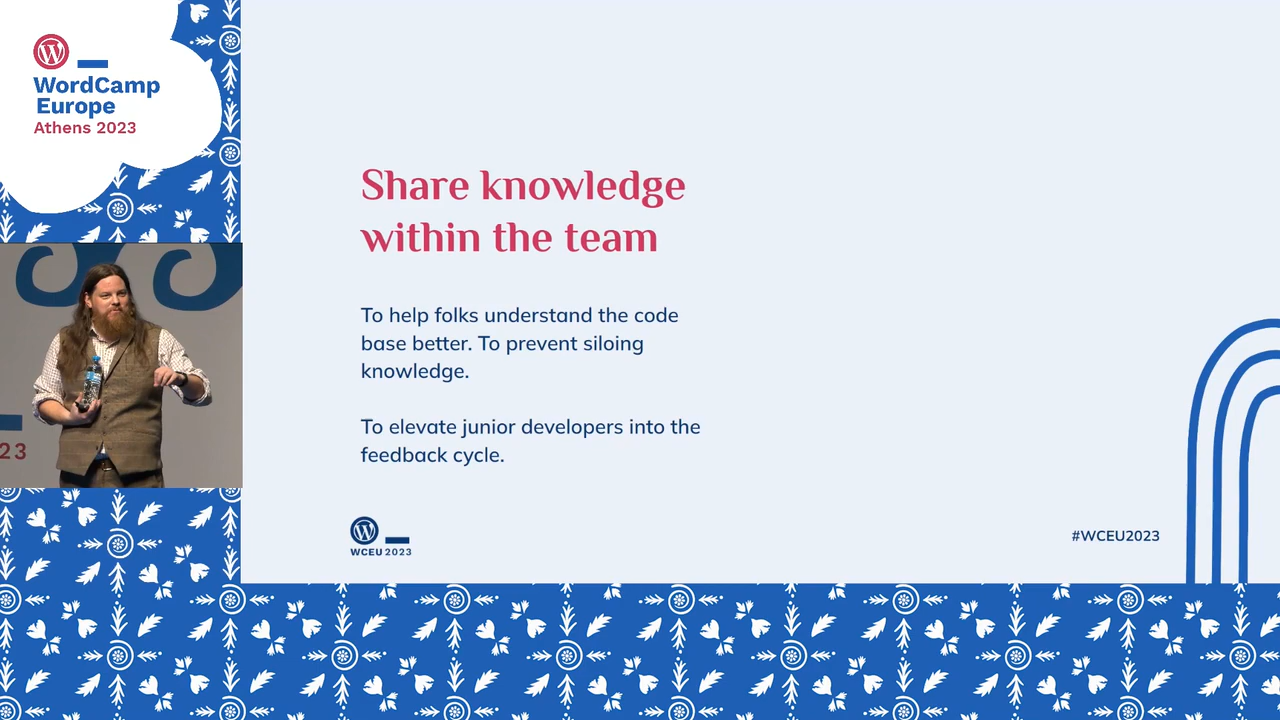 WordCamp
Europe
Athens 2023
Share knowledge
within the team
To help folks understand the code
base better. To prevent siloing
knowledge.
To elevate junior developers into the
feedback cycle.
WCEU 2023
#WCEU2023
23